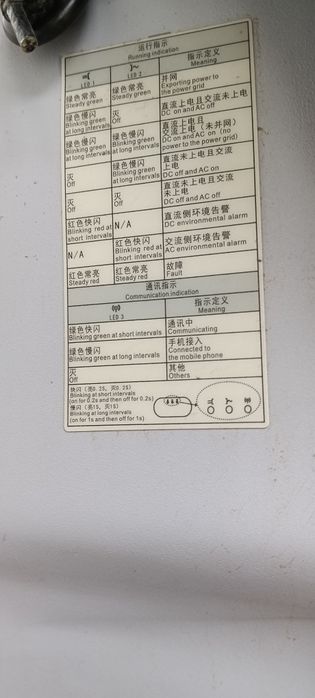 运行指示
Running indication
LED 1
LED 2
指示定义
Meaning
绿色常亮
Steady green
绿色常亮
Steady green
并网
Exporting power to
the power grid
绿色慢闪
Blinking green
at long intervals
灭
Off
直流上电且交流未上电
DC on and AC off
绿色慢闪
Blinking green
at long intervals
绿色慢闪
Blinking green
at long intervals
直流上电且
交流上电（未并网）
DC on and AC on (no
power to the power grid)
灭
Off
绿色慢闪
Blinking green
at long intervals
直流未上电且交流
上电
DC off and AC on
灭
Off
灭
Off
直流未上电且交流未
上电
DC off and AC off
红色快闪
Blinking red at
short intervals
N/A
直流侧环境告警
DC environmental alarm
N/A
红色快闪
Blinking red at
short intervals
交流侧环境告警
AC environmental alarm
红色常亮
Steady red
红色常亮
Steady red
故障
Fault
通讯指示
Communication indication
LED 3
指示定义
Meaning
绿色快闪
Blinking green at short intervals
通讯中
Communicating
绿色慢闪
Blinking green at long intervals
手机接入
Connected to
the mobile phone
灭
Off
其他
Others
快闪（亮0.2S，灭0.2S）
Blinking at short intervals
(on for 0.2s and then off for 0.2s)
慢闪（亮1S，灭1S）
Blinking at long intervals
(on for 1s and then off for 1s)